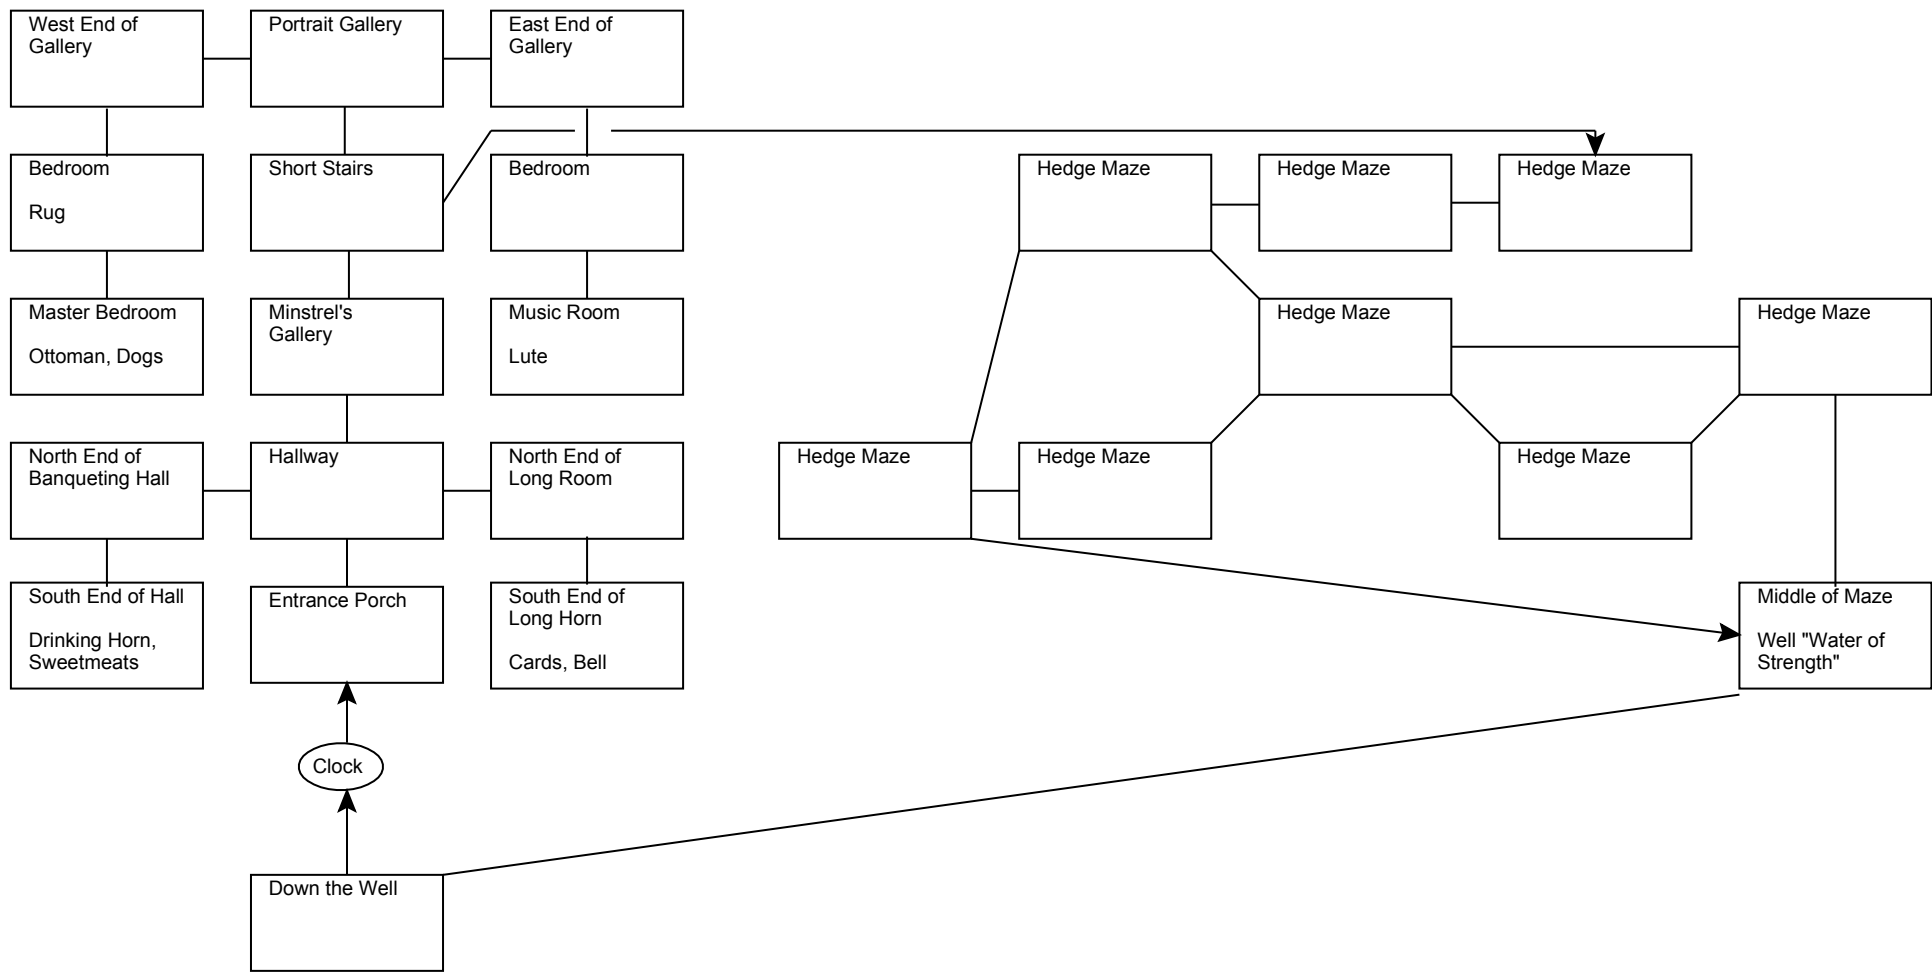 West End of
Gallery
Portrait Gallery
East End of
Gallery
Bedroom
Rug
Short Stairs
Bedroom
Hedge Maze
Hedge Maze
Hedge Maze
Master Bedroom
Ottoman, Dogs
Minstrel's
Gallery
Music Room
Lute
Hedge Maze
Hedge Maze
North End of
Banqueting Hall
Hallway
North End of
Long Room
Hedge Maze
Hedge Maze
Hedge Maze
South End of Hall
Drinking Horn,
Sweetmeats
Entrance Porch
South End of
Long Horn
Cards, Bell
Middle of Maze
Well "Water of
Strength"
Clock
Down the Well